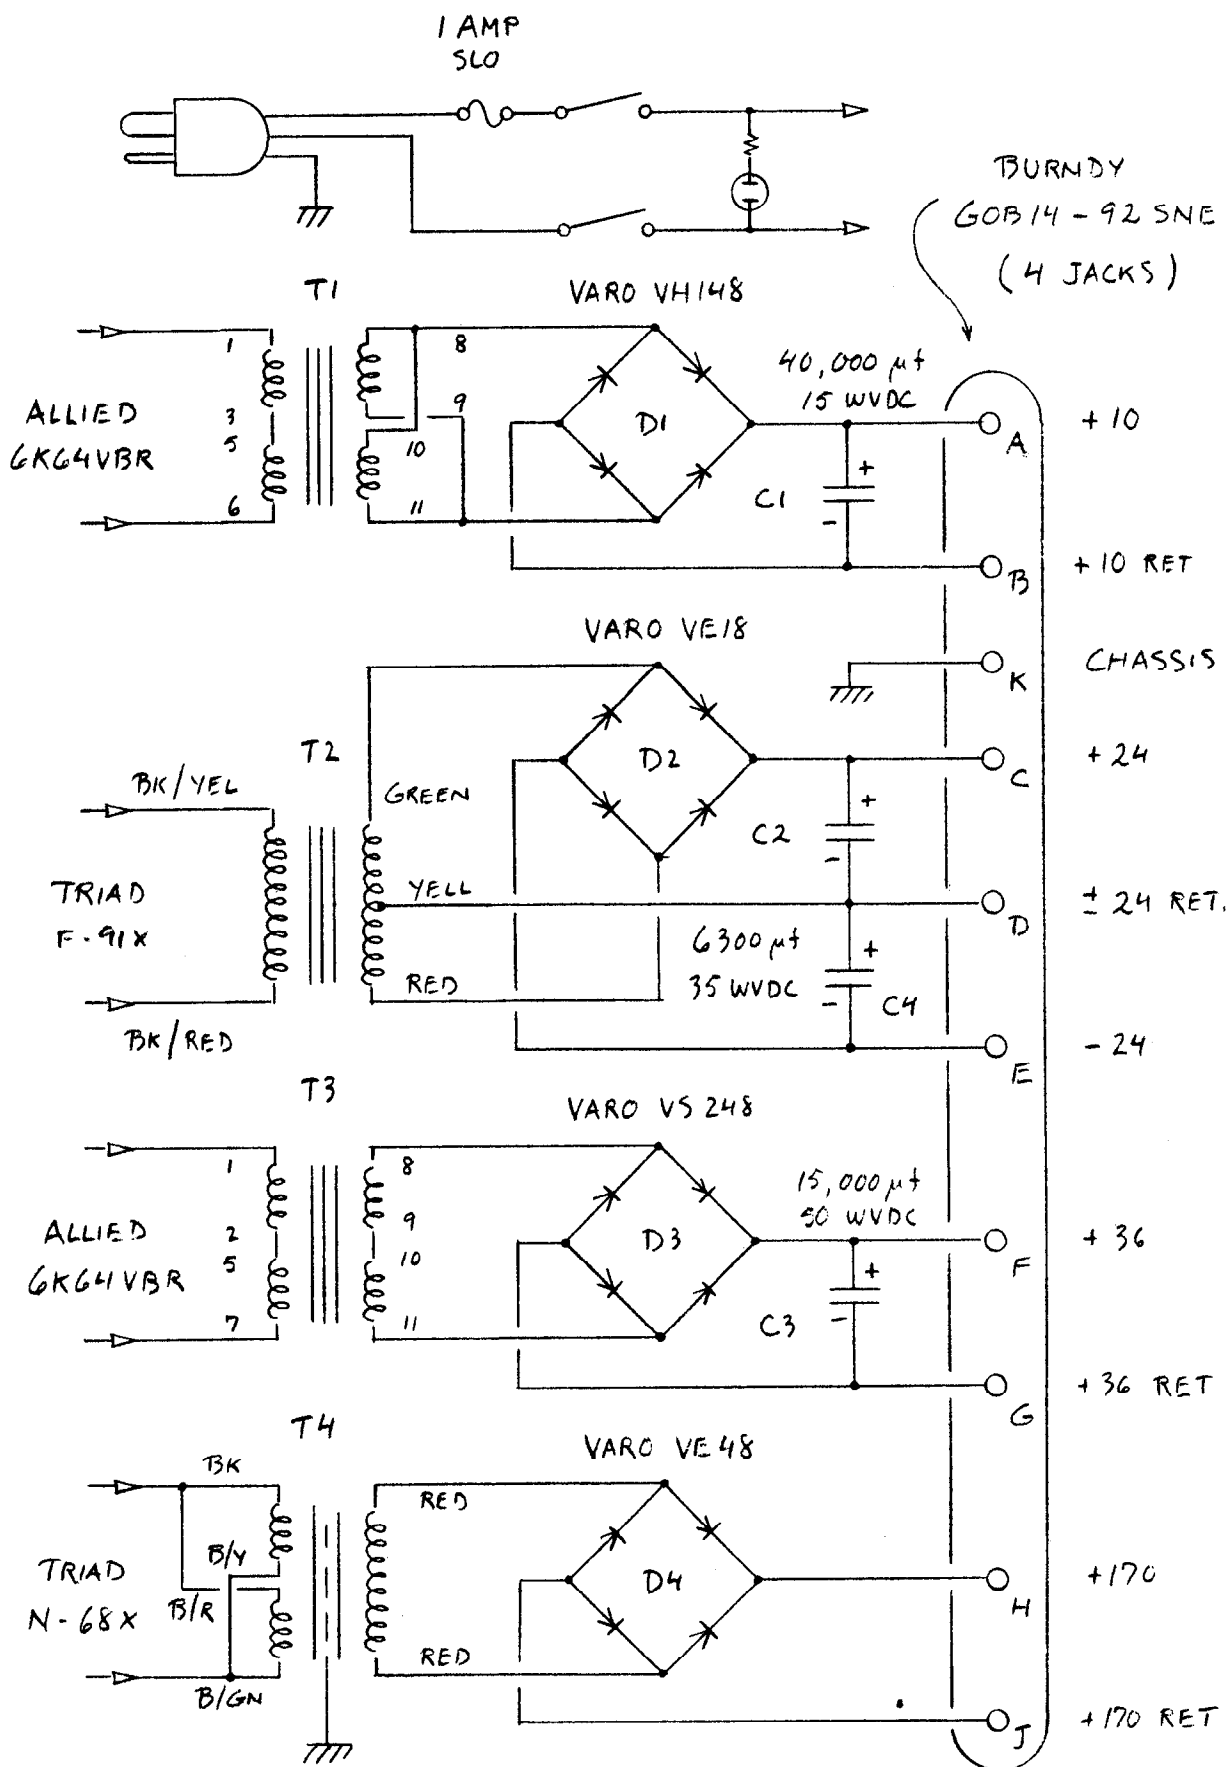 1 AMP
SLO
BURNDY
GOB14-92 SNE
(4 JACKS)
T1
VARO VH148
ALLIED
6K64VBR
1
3
5
6
8
9
10
11
D1
40,000 µf
15 WVDC
C1
+
-
A
+10
B
+10 RET
VARO VE18
K
CHASSIS
T2
BK/YEL
TRIAD
F-91X
BK/RED
GREEN
YELL
RED
D2
C2
+
-
6300 µf
35 WVDC
+
-
C4
C
+24
D
± 24 RET.
E
-24
T3
VARO VS248
ALLIED
6K64VBR
1
2
5
7
8
9
10
11
D3
15,000 µf
50 WVDC
C3
+
-
F
+36
G
+36 RET
T4
VARO VE48
BK
B/Y
B/R
B/GN
TRIAD
N-68X
RED
RED
D4
H
+170
J
+170 RET